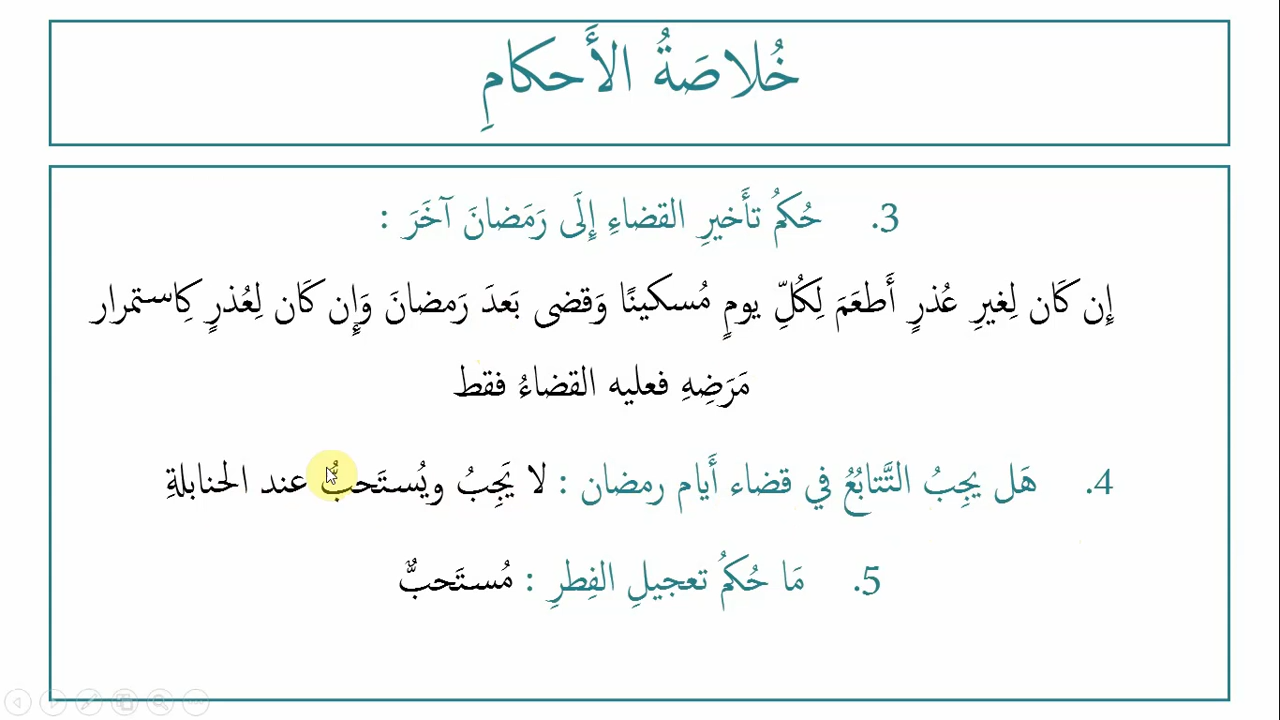 خُلاصَةُ الأَحكامِ
3. حُكمُ تأَخيرِ القضاءِ إِلَى رَمَضانَ آخَرَ :
إِن كَان لِغيرِ عُذرٍ أَطعَمَ لِكُلِّ يومٍ مُسكينًا وَقضى بَعدَ رَمضانَ وَإِن كَان لِعُذرٍ كِاستمرار
مَرَضِهِ فعليه القضاءُ فقط
4. هَل يجِبُ التَّتابُعُ في قضاء أَيام رمضان : لا يَجِبُ ويُستَحبُّ عند الحنابلةِ
5. مَا حُكمُ تعجيلِ الفِطرِ : مُستَحبٌّ